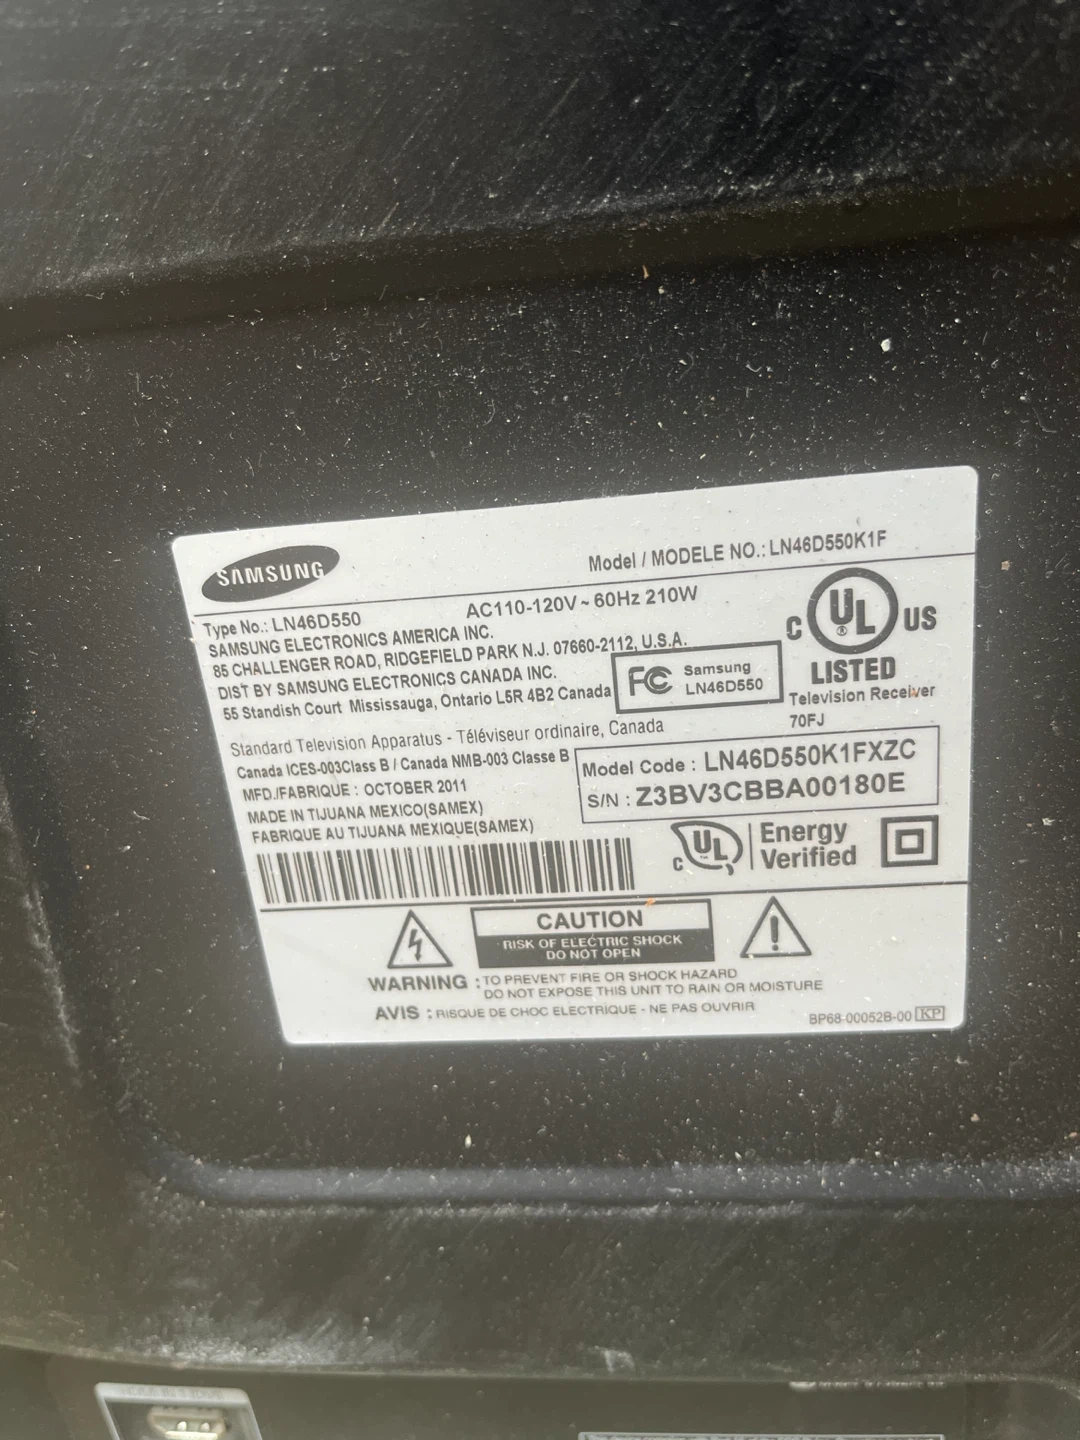 SAMSUNG
Model / MODELE NO.: LN46D550K1F
Type No.: LN46D550
AC110-120V ~ 60Hz 210W
SAMSUNG ELECTRONICS AMERICA INC.
85 CHALLENGER ROAD, RIDGEFIELD PARK N.J. 07660-2112, U.S.A.
DIST BY SAMSUNG ELECTRONICS CANADA INC.
55 Standish Court Mississauga, Ontario L5R 4B2 Canada
FC Samsung
LN46D550
C UL ® US
LISTED
Television Receiver
70FJ
Standard Television Apparatus - Téléviseur ordinaire, Canada
Canada ICES-003Class B / Canada NMB-003 Classe B
MFD./FABRIQUE : OCTOBER 2011
MADE IN TIJUANA MEXICO(SAMEX)
FABRIQUE AU TIJUANA MEXIQUE(SAMEX)
Model Code : LN46D550K1FXZC
S/N : Z3BV3CBBA00180E
C UL ™ Energy
Verified
CAUTION
RISK OF ELECTRIC SHOCK
DO NOT OPEN
WARNING : TO PREVENT FIRE OR SHOCK HAZARD
DO NOT EXPOSE THIS UNIT TO RAIN OR MOISTURE
AVIS : RISQUE DE CHOC ELECTRIQUE - NE PAS OUVRIR
BP68-00052B-00 KP